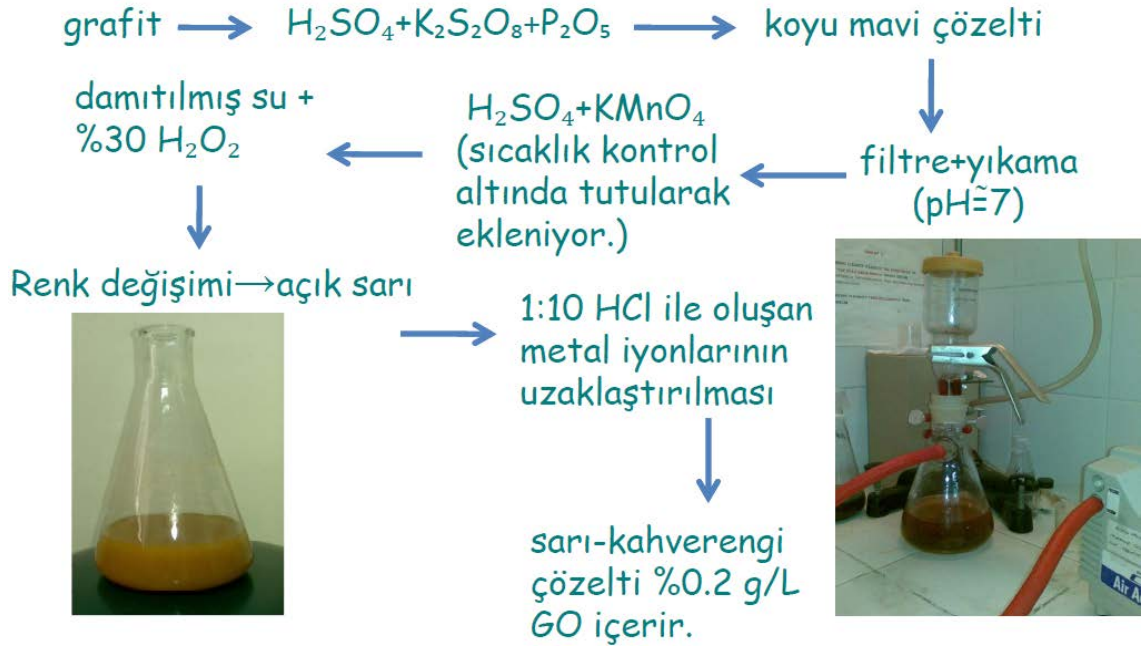 grafit → H₂SO₄+K₂S₂O₈+P₂O₅ → koyu mavi çözelti
filtre+yıkama
(pH≅7)
H₂SO₄+KMnO₄
(sıcaklık kontrol
altında tutularak
ekleniyor.)
damıtılmış su +
%30 H₂O₂
Renk değişimi→açık sarı
1:10 HCl ile oluşan
metal iyonlarının
uzaklaştırılması
sarı-kahverengi
çözelti %0.2 g/L
GO içerir.